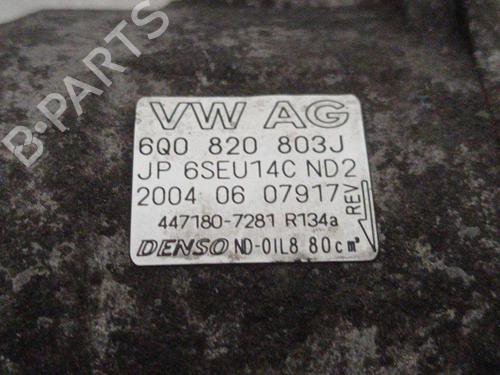 B-PARTS
VW AG
6Q0 820 803J
JP 6SEU14C ND2
2004 06 07917
REV
447180-7281 R134a
DENSO ND-OIL8 80cm³